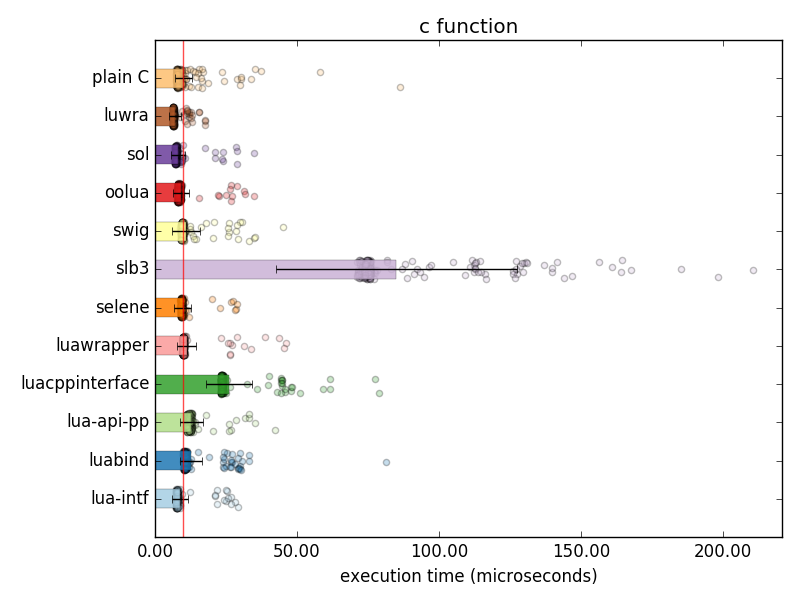 c function
plain C
luwra
sol
oolua
swig
slb3
selene
luawrapper
luacppinterface
lua-api-pp
luabind
lua-intf
0.00 50.00 100.00 150.00 200.00
execution time (microseconds)